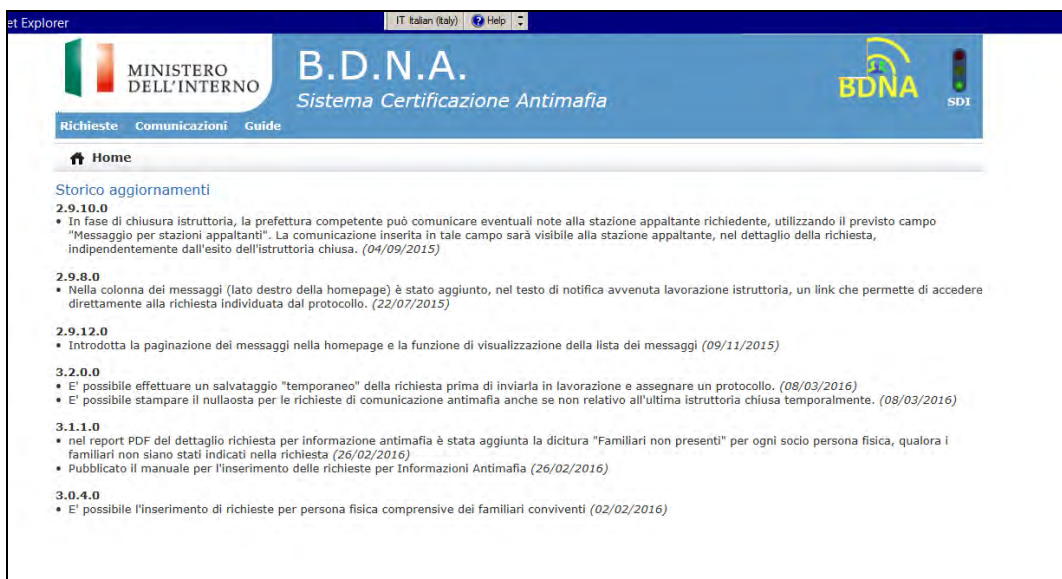 et Explorer
IT Italian (Italy) Help
MINISTERO
DELL'INTERNO
B.D.N.A.
Sistema Certificazione Antimafia
BDNA
SDI
Richieste Comunicazioni Guide
Home
Storico aggiornamenti
2.9.10.0
• In fase di chiusura istruttoria, la prefettura competente può comunicare eventuali note alla stazione appaltante richiedente, utilizzando il previsto campo
"Messaggio per stazioni appaltanti". La comunicazione inserita in tale campo sarà visibile alla stazione appaltante, nel dettaglio della richiesta,
indipendentemente dall'esito dell'istruttoria chiusa. (04/09/2015)
2.9.8.0
• Nella colonna dei messaggi (lato destro della homepage) è stato aggiunto, nel testo di notifica avvenuta lavorazione istruttoria, un link che permette di accedere
direttamente alla richiesta individuata dal protocollo. (22/07/2015)
2.9.12.0
• Introdotta la paginazione dei messaggi nella homepage e la funzione di visualizzazione della lista dei messaggi (09/11/2015)
3.2.0.0
• E' possibile effettuare un salvataggio "temporaneo" della richiesta prima di inviarla in lavorazione e assegnare un protocollo. (08/03/2016)
• E' possibile stampare il nullaosta per le richieste di comunicazione antimafia anche se non relativo all'ultima istruttoria chiusa temporalmente. (08/03/2016)
3.1.1.0
• nel report PDF del dettaglio richiesta per informazione antimafia è stata aggiunta la dicitura "Familiari non presenti" per ogni socio persona fisica, qualora i
familiari non siano stati indicati nella richiesta (26/02/2016)
• Pubblicato il manuale per l'inserimento delle richieste per Informazioni Antimafia (26/02/2016)
3.0.4.0
• E' possibile l'inserimento di richieste per persona fisica comprensive dei familiari conviventi (02/02/2016)